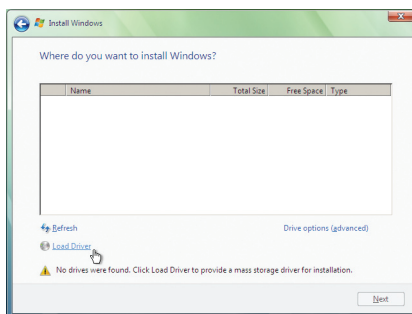 Install Windows
Where do you want to install Windows?
Name Total Size Free Space Type
Refresh Drive options (advanced)
Load Driver
No drives were found. Click Load Driver to provide a mass storage driver for installation.
Next